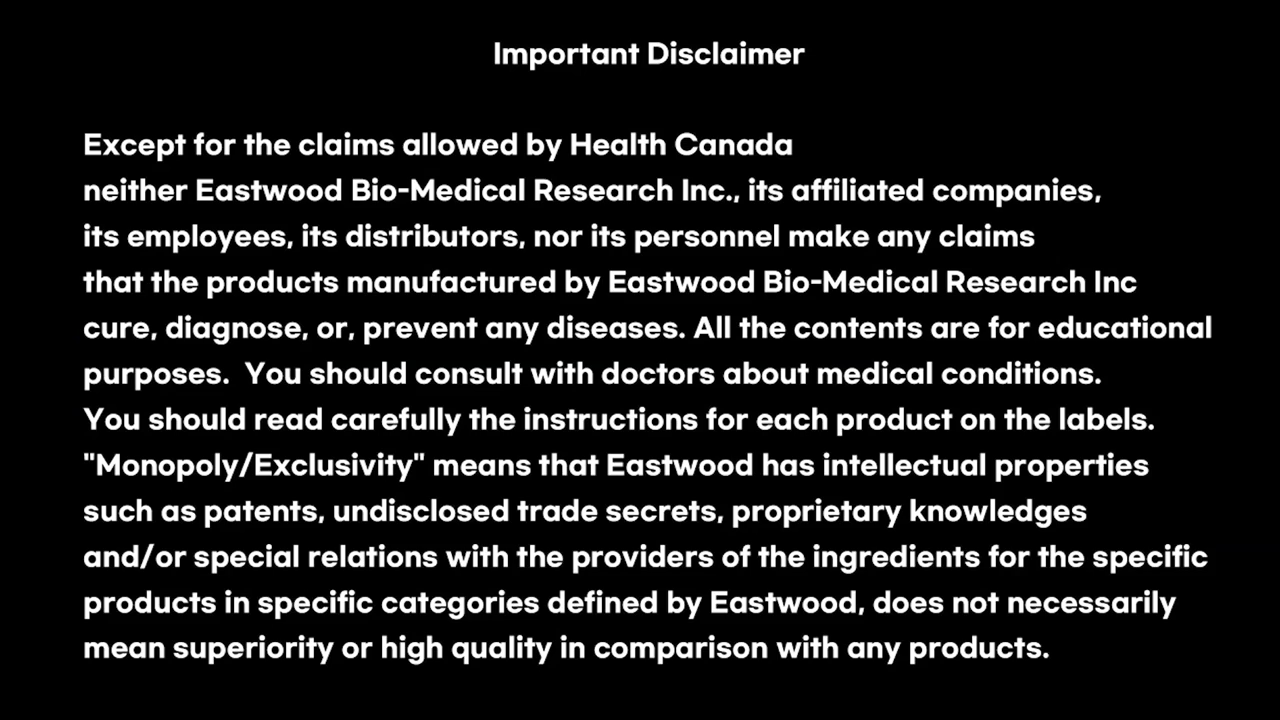 Important Disclaimer
Except for the claims allowed by Health Canada
neither Eastwood Bio-Medical Research Inc., its affiliated companies,
its employees, its distributors, nor its personnel make any claims
that the products manufactured by Eastwood Bio-Medical Research Inc
cure, diagnose, or, prevent any diseases. All the contents are for educational
purposes.  You should consult with doctors about medical conditions.
You should read carefully the instructions for each product on the labels.
"Monopoly/Exclusivity" means that Eastwood has intellectual properties
such as patents, undisclosed trade secrets, proprietary knowledges
and/or special relations with the providers of the ingredients for the specific
products in specific categories defined by Eastwood, does not necessarily
mean superiority or high quality in comparison with any products.